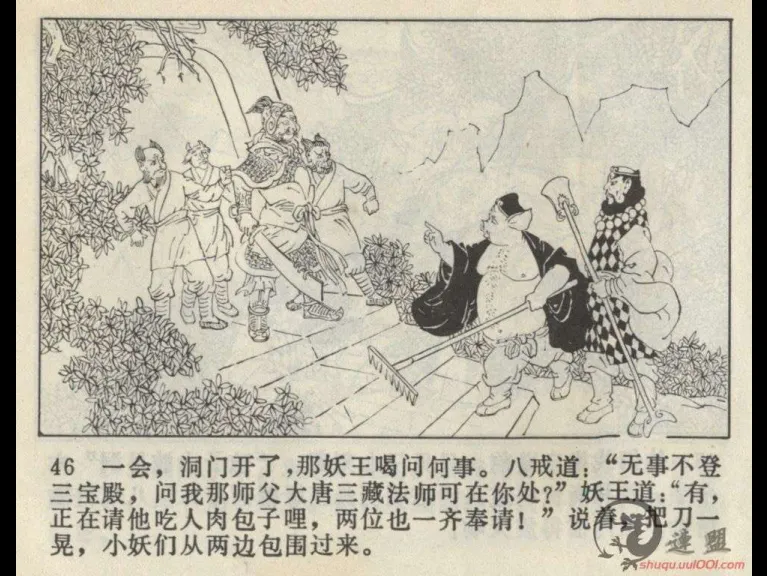 46 一会，洞门开了，那妖王喝问何事。八戒道：“无事不登
三宝殿，问我那师父大唐三藏法师可在你处？”妖王道：“有，
正在请他吃人肉包子哩，两位也一齐奉请！”说着，把刀一
晃，小妖们从两边包围过来。
連盟
shuqu.uul00l.com